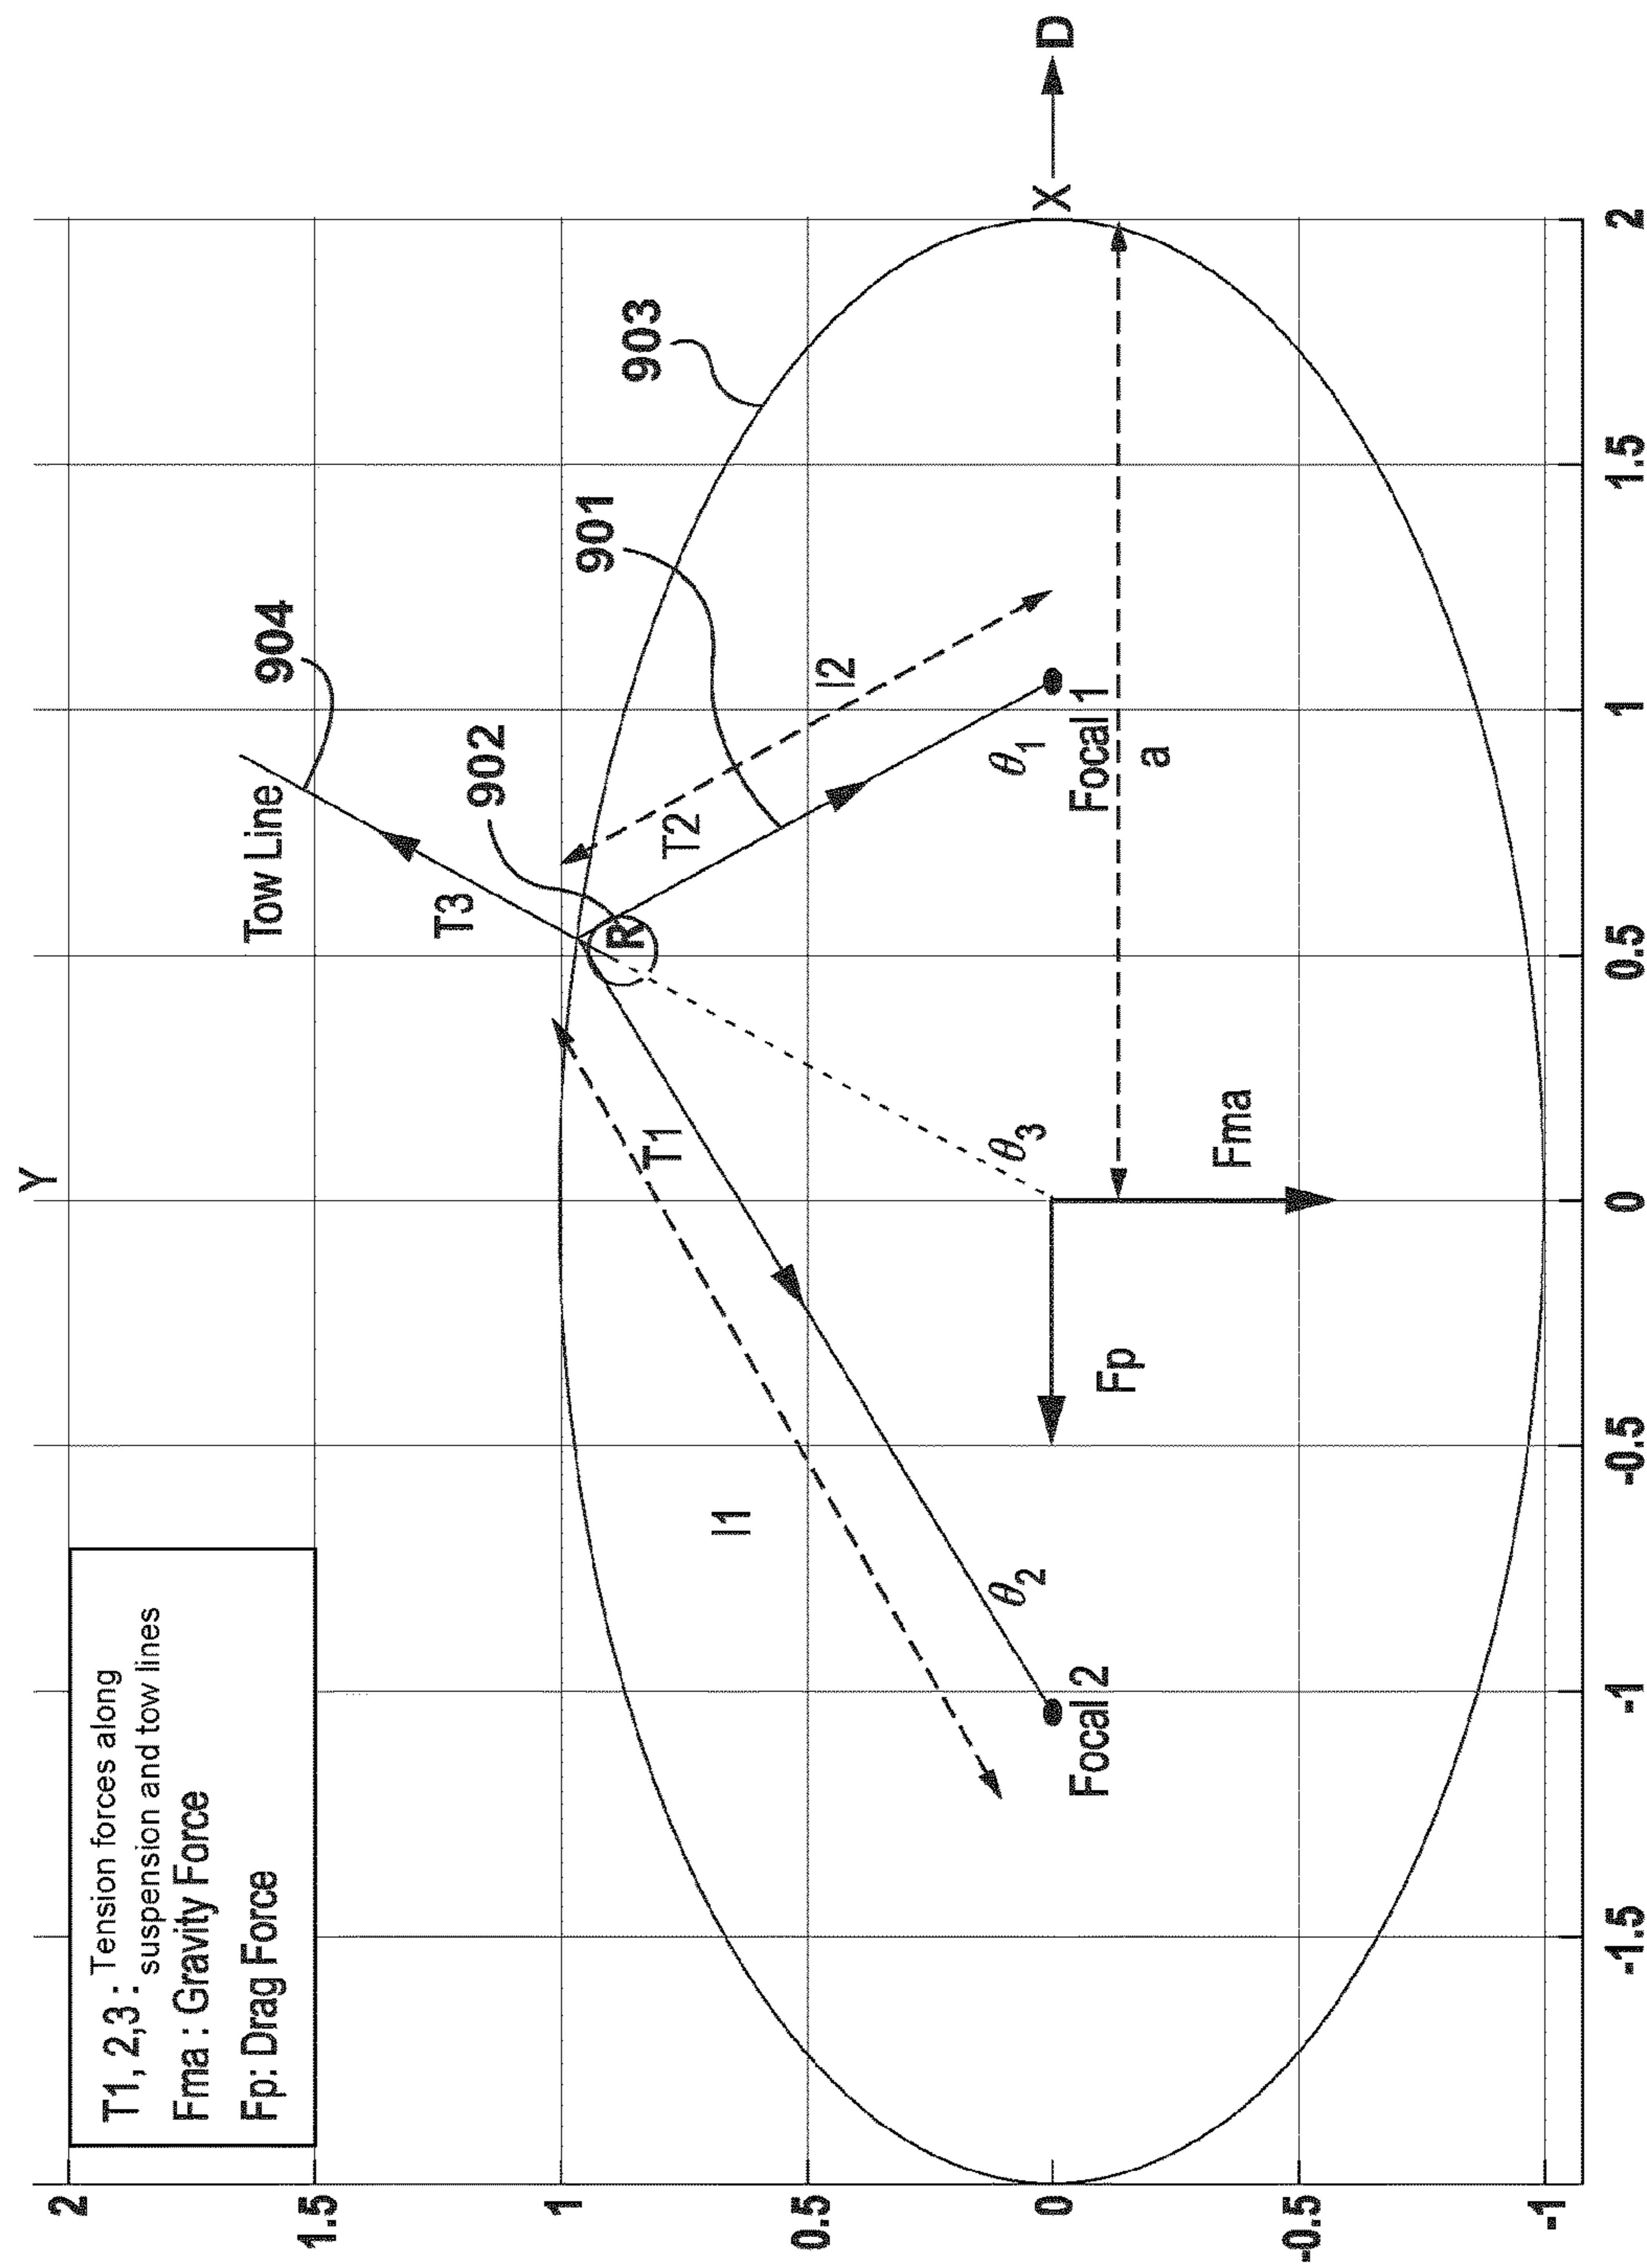 Y
T1, 2,3 : Tension forces along
suspension and tow lines
Fma : Gravity Force
Fp: Drag Force
Tow Line
904
T3
902
901
903
R
T2
l2
T1
l1
θ1
θ2
θ3
Focal 1
Focal 2
a
Fp
Fma
X
D
1.2
1.5
1
0.5
0.0
-0.5
-1
-1.5
-1
-0.5
0
0.5
1
1.5
2